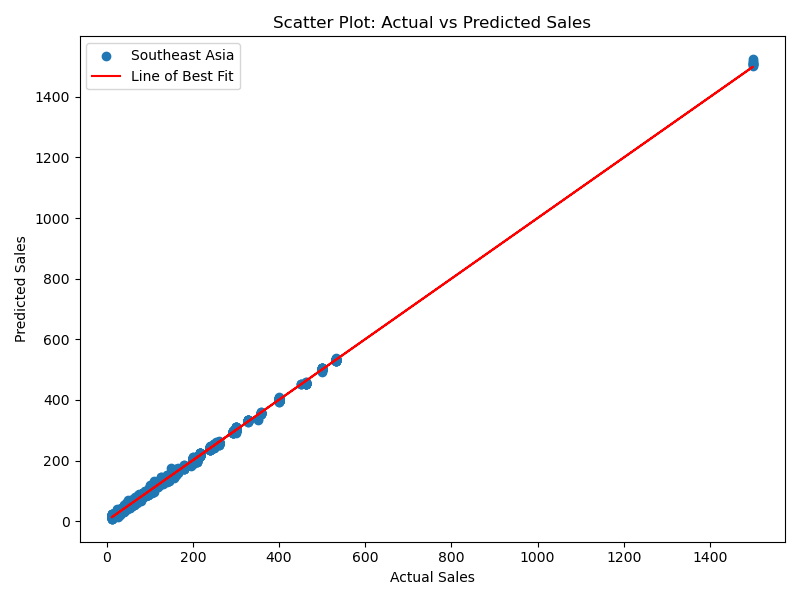 Scatter Plot: Actual vs Predicted Sales
Southeast Asia
Line of Best Fit
1400
1200
1000
800
600
400
200
0
Predicted Sales
0 200 400 600 800 1000 1200 1400
Actual Sales